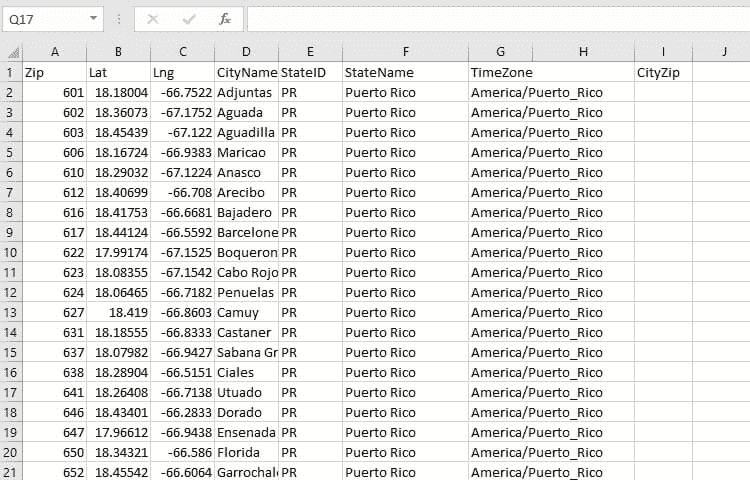 Q17 fx
A B C D E F G H I J
1 Zip Lat Lng CityName StateID StateName TimeZone CityZip
2 601 18.18004 -66.7522 Adjuntas PR Puerto Rico America/Puerto_Rico
3 602 18.36073 -67.1752 Aguada PR Puerto Rico America/Puerto_Rico
4 603 18.45439 -67.122 Aguadilla PR Puerto Rico America/Puerto_Rico
5 606 18.16724 -66.9383 Maricao PR Puerto Rico America/Puerto_Rico
6 610 18.29032 -67.1224 Anasco PR Puerto Rico America/Puerto_Rico
7 612 18.40699 -66.708 Arecibo PR Puerto Rico America/Puerto_Rico
8 616 18.41753 -66.6681 Bajadero PR Puerto Rico America/Puerto_Rico
9 617 18.44124 -66.5592 Barcelone PR Puerto Rico America/Puerto_Rico
10 622 17.99174 -67.1525 Boqueron PR Puerto Rico America/Puerto_Rico
11 623 18.08355 -67.1542 Cabo Rojo PR Puerto Rico America/Puerto_Rico
12 624 18.06465 -66.7182 Penuelas PR Puerto Rico America/Puerto_Rico
13 627 18.419 -66.8603 Camuy PR Puerto Rico America/Puerto_Rico
14 631 18.18555 -66.8333 Castaner PR Puerto Rico America/Puerto_Rico
15 637 18.07982 -66.9427 Sabana Gr PR Puerto Rico America/Puerto_Rico
16 638 18.28904 -66.5151 Ciales PR Puerto Rico America/Puerto_Rico
17 641 18.26408 -66.7138 Utuado PR Puerto Rico America/Puerto_Rico
18 646 18.43401 -66.2833 Dorado PR Puerto Rico America/Puerto_Rico
19 647 17.96612 -66.9438 Ensenada PR Puerto Rico America/Puerto_Rico
20 650 18.34321 -66.586 Florida PR Puerto Rico America/Puerto_Rico
21 652 18.45542 -66.6064 Garrochal PR Puerto Rico America/Puerto_Rico